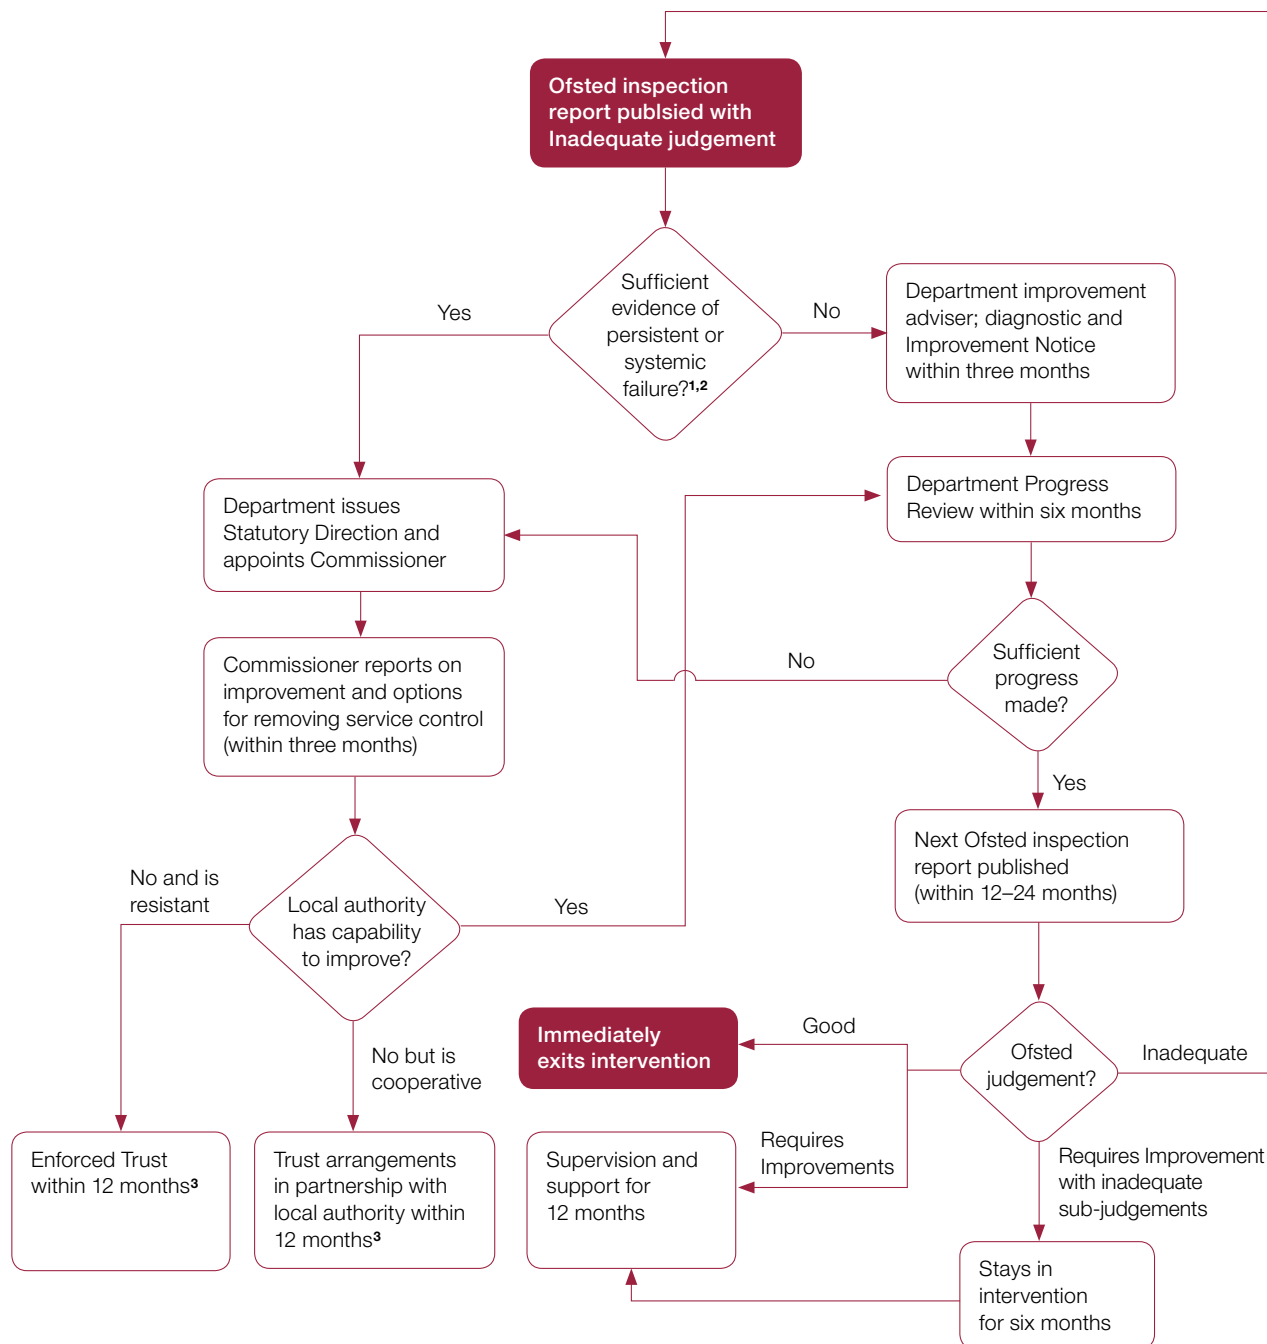 Ofsted inspection
report publsied with
Inadequate judgement
Sufficient
evidence of
persistent or
systemic
failure?1,2
Yes
No
Department improvement
adviser; diagnostic and
Improvement Notice
within three months
Department issues
Statutory Direction and
appoints Commissioner
Department Progress
Review within six months
Commissioner reports on
improvement and options
for removing service control
(within three months)
No
Sufficient
progress
made?
Yes
Next Ofsted inspection
report published
(within 12–24 months)
No and is
resistant
Local authority
has capability
to improve?
Yes
No but is
cooperative
Immediately
exits intervention
Good
Ofsted
judgement?
Inadequate
Enforced Trust
within 12 months3
Trust arrangements
in partnership with
local authority within
12 months3
Supervision and
support for
12 months
Requires
Improvements
Requires Improvement
with inadequate
sub-judgements
Stays in
intervention
for six months